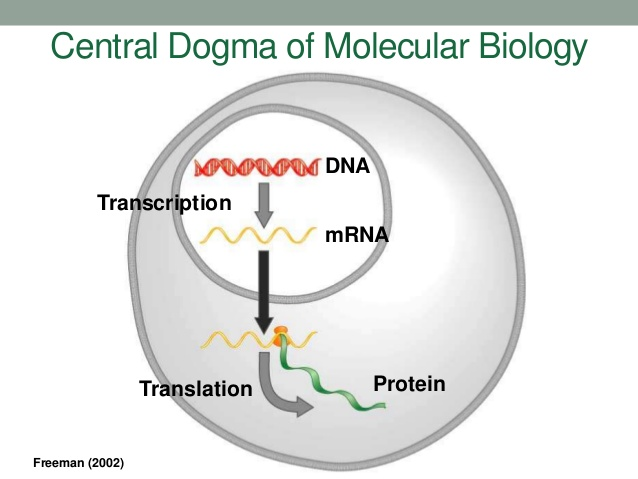 Central Dogma of Molecular Biology
DNA
Transcription
mRNA
Translation
Protein
Freeman (2002)